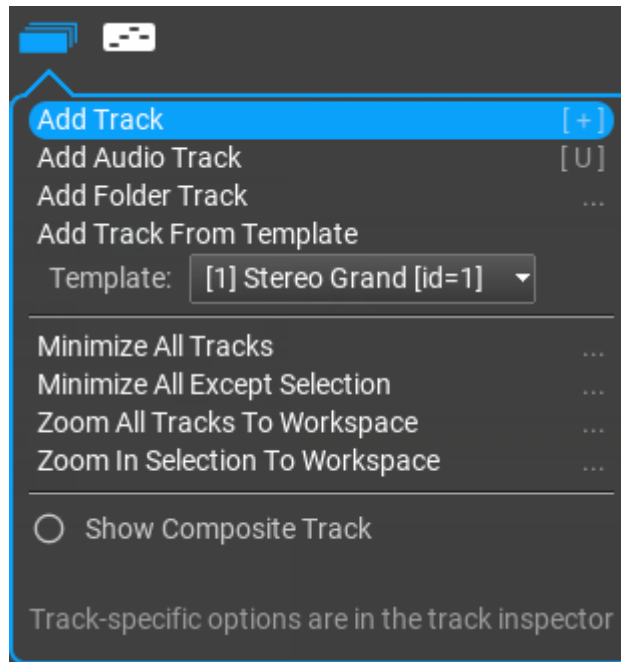 Add Track [ + ]
Add Audio Track [ U ]
Add Folder Track ...
Add Track From Template
Template: [1] Stereo Grand [id=1]
Minimize All Tracks ...
Minimize All Except Selection ...
Zoom All Tracks To Workspace ...
Zoom In Selection To Workspace ...
Show Composite Track
Track-specific options are in the track inspector